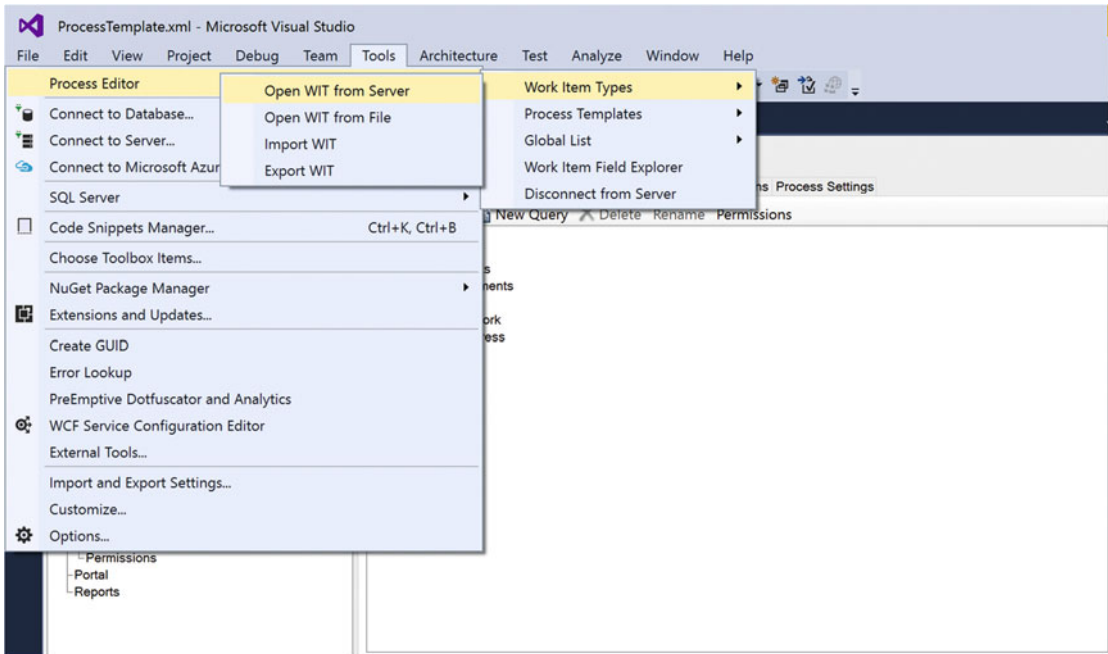 ProcessTemplate.xml - Microsoft Visual Studio
File Edit View Project Debug Team Tools Architecture Test Analyze Window Help
Process Editor
Connect to Database...
Connect to Server...
Connect to Microsoft Azur
SQL Server
Code Snippets Manager... Ctrl+K, Ctrl+B
Choose Toolbox Items...
NuGet Package Manager
Extensions and Updates...
Create GUID
Error Lookup
PreEmptive Dotfuscator and Analytics
WCF Service Configuration Editor
External Tools...
Import and Export Settings...
Customize...
Options...
Open WIT from Server
Open WIT from File
Import WIT
Export WIT
Work Item Types
Process Templates
Global List
Work Item Field Explorer
Disconnect from Server
Process Settings
New Query Delete Rename Permissions
Permissions
Portal
Reports